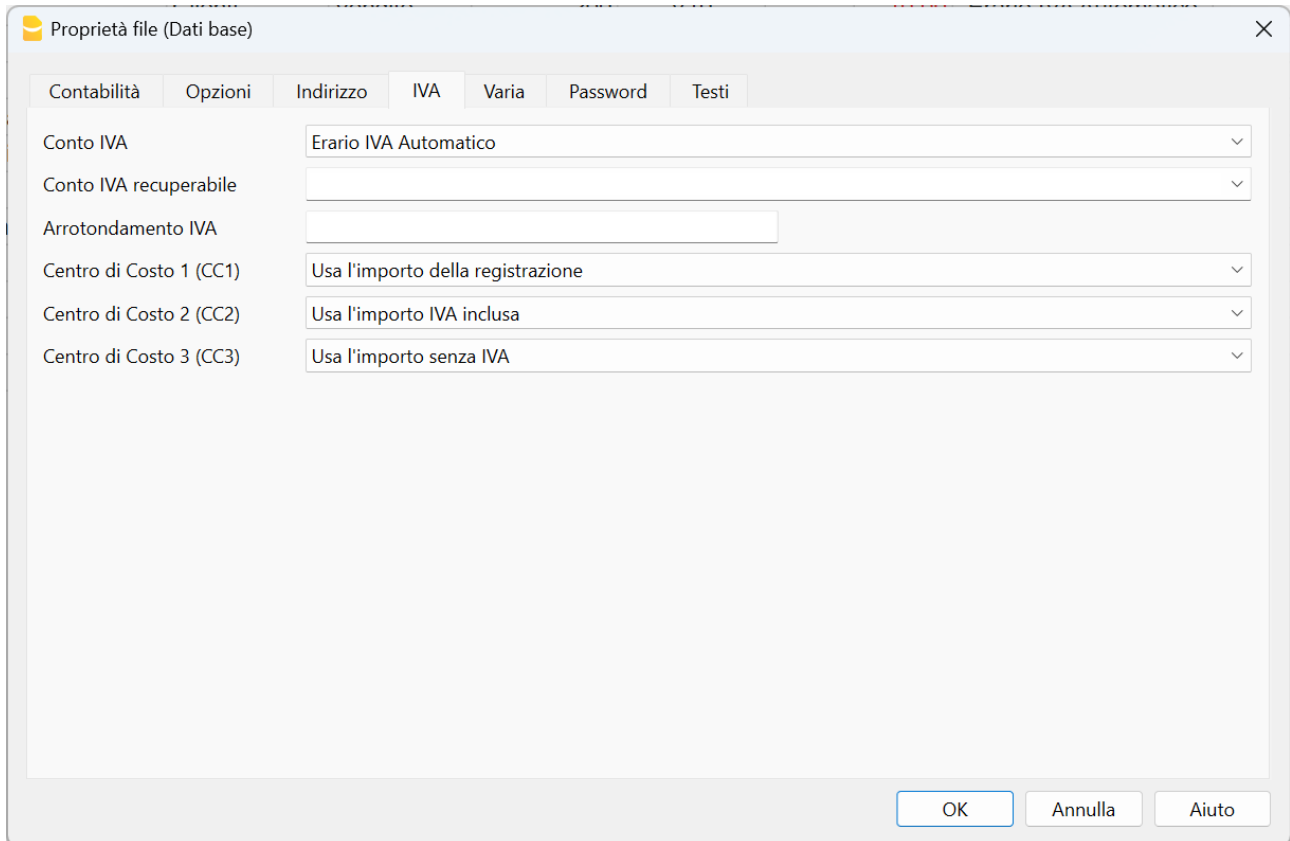 Proprietà file (Dati base)
Contabilità Opzioni Indirizzo IVA Varia Password Testi
Conto IVA Erario IVA Automatico
Conto IVA recuperabile
Arrotondamento IVA
Centro di Costo 1 (CC1) Usa l'importo della registrazione
Centro di Costo 2 (CC2) Usa l'importo IVA inclusa
Centro di Costo 3 (CC3) Usa l'importo senza IVA
OK Annulla Aiuto